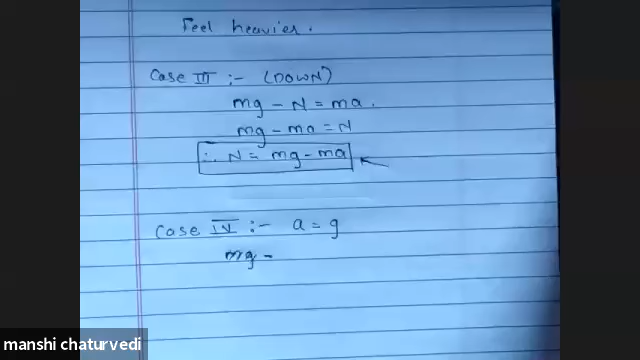 Feel heavier.
Case III :- (DOWN)
mg - N = ma.
mg - ma = N
∴ N = mg - ma
Case IV :- a = g
mg -
manshi chaturvedi